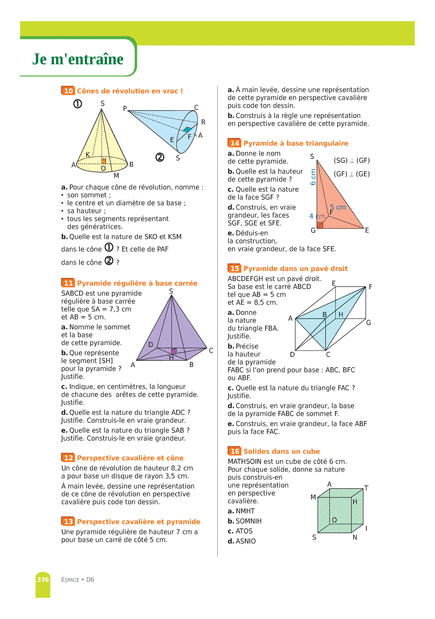 Je m'entraîne
10 Cônes de révolution en vrac !
1
S
K
A
O
B
M
P
C
R
E
F
A
S
2
a. Pour chaque cône de révolution, nomme :
• son sommet ;
• le centre et un diamètre de sa base ;
• sa hauteur ;
• tous les segments représentant
des génératrices.
b. Quelle est la nature de SKO et KSM
dans le cône 1 ? Et celle de PAF
dans le cône 2 ?
11 Pyramide régulière à base carrée
SABCD est une pyramide
régulière à base carrée
telle que SA = 7,3 cm
et AB = 5 cm.
a. Nomme le sommet
et la base
de cette pyramide.
b. Que représente
le segment [SH]
pour la pyramide ?
Justifie.
S
D
C
H
A
B
c. Indique, en centimètres, la longueur
de chacune des arêtes de cette pyramide.
Justifie.
d. Quelle est la nature du triangle ADC ?
Justifie. Construis-le en vraie grandeur.
e. Quelle est la nature du triangle SAB ?
Justifie. Construis-le en vraie grandeur.
12 Perspective cavalière et cône
Un cône de révolution de hauteur 8,2 cm
a pour base un disque de rayon 3,5 cm.
À main levée, dessine une représentation
de ce cône de révolution en perspective
cavalière puis code ton dessin.
13 Perspective cavalière et pyramide
Une pyramide régulière de hauteur 7 cm a
pour base un carré de côté 5 cm.
a. À main levée, dessine une représentation
de cette pyramide en perspective cavalière
puis code ton dessin.
b. Construis à la règle une représentation
en perspective cavalière de cette pyramide.
14 Pyramide à base triangulaire
a. Donne le nom
de cette pyramide.
b. Quelle est la hauteur
de cette pyramide ?
c. Quelle est la nature
de la face SGF ?
d. Construis, en vraie
grandeur, les faces
SGF, SGE et SFE.
e. Déduis-en
la construction,
en vraie grandeur, de la face SFE.
S
(SG) ⊥ (GF)
(GF) ⊥ (GE)
6 cm
5 cm
4 cm
F
G
E
15 Pyramide dans un pavé droit
ABCDEFGH est un pavé droit.
Sa base est le carré ABCD
tel que AB = 5 cm
et AE = 8,5 cm.
a. Donne
la nature
du triangle FBA.
Justifie.
b. Précise
la hauteur
de la pyramide
FABC si l'on prend pour base : ABC, BFC
ou ABF.
E
F
A
B
H
G
D
C
c. Quelle est la nature du triangle FAC ?
Justifie.
d. Construis, en vraie grandeur, la base
de la pyramide FABC de sommet F.
e. Construis, en vraie grandeur, la face ABF
puis la face FAC.
16 Solides dans un cube
MATHSOIN est un cube de côté 6 cm.
Pour chaque solide, donne sa nature
puis construis-en
une représentation
en perspective
cavalière.
a. NMHT
b. SOMNIH
c. ATOS
d. ASNIO
A
T
M
H
O
I
S
N
336 ESPACE • D6